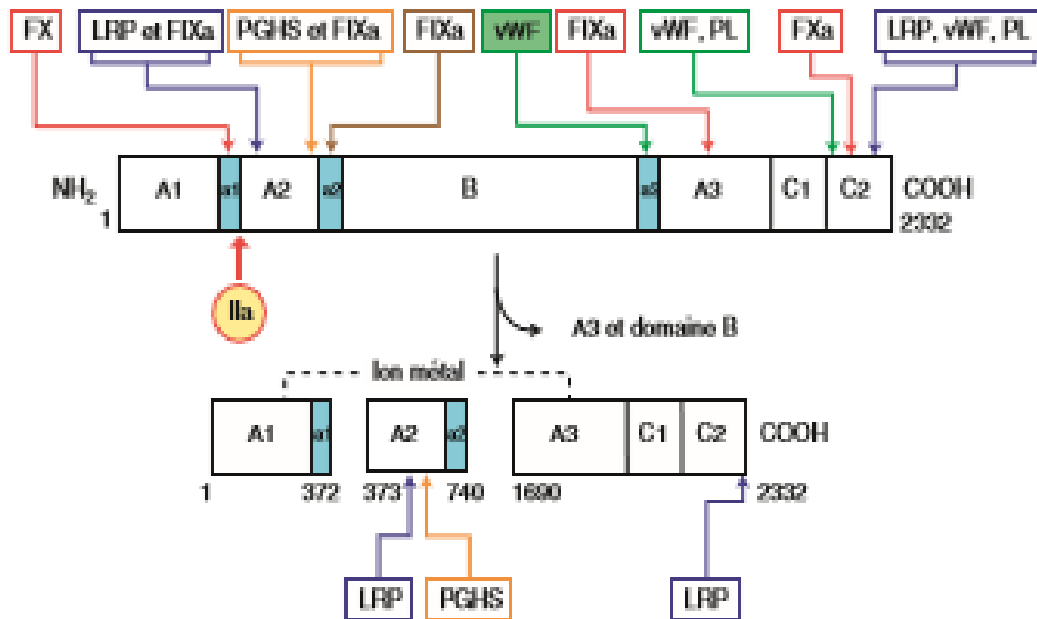 FX LRP et FIXa PGHS et FIXa FIXa vWF FIXa vWF, PL FXa LRP, vWF, PL
NH2 A1 a1 A2 a2 B a2 A3 C1 C2 COOH
1 2332
IIa
A3 et domaine B
Ion métal
A1 a1 A2 a2 A3 C1 C2 COOH
1 372 373 740 1690 2332
LRP PGHS LRP